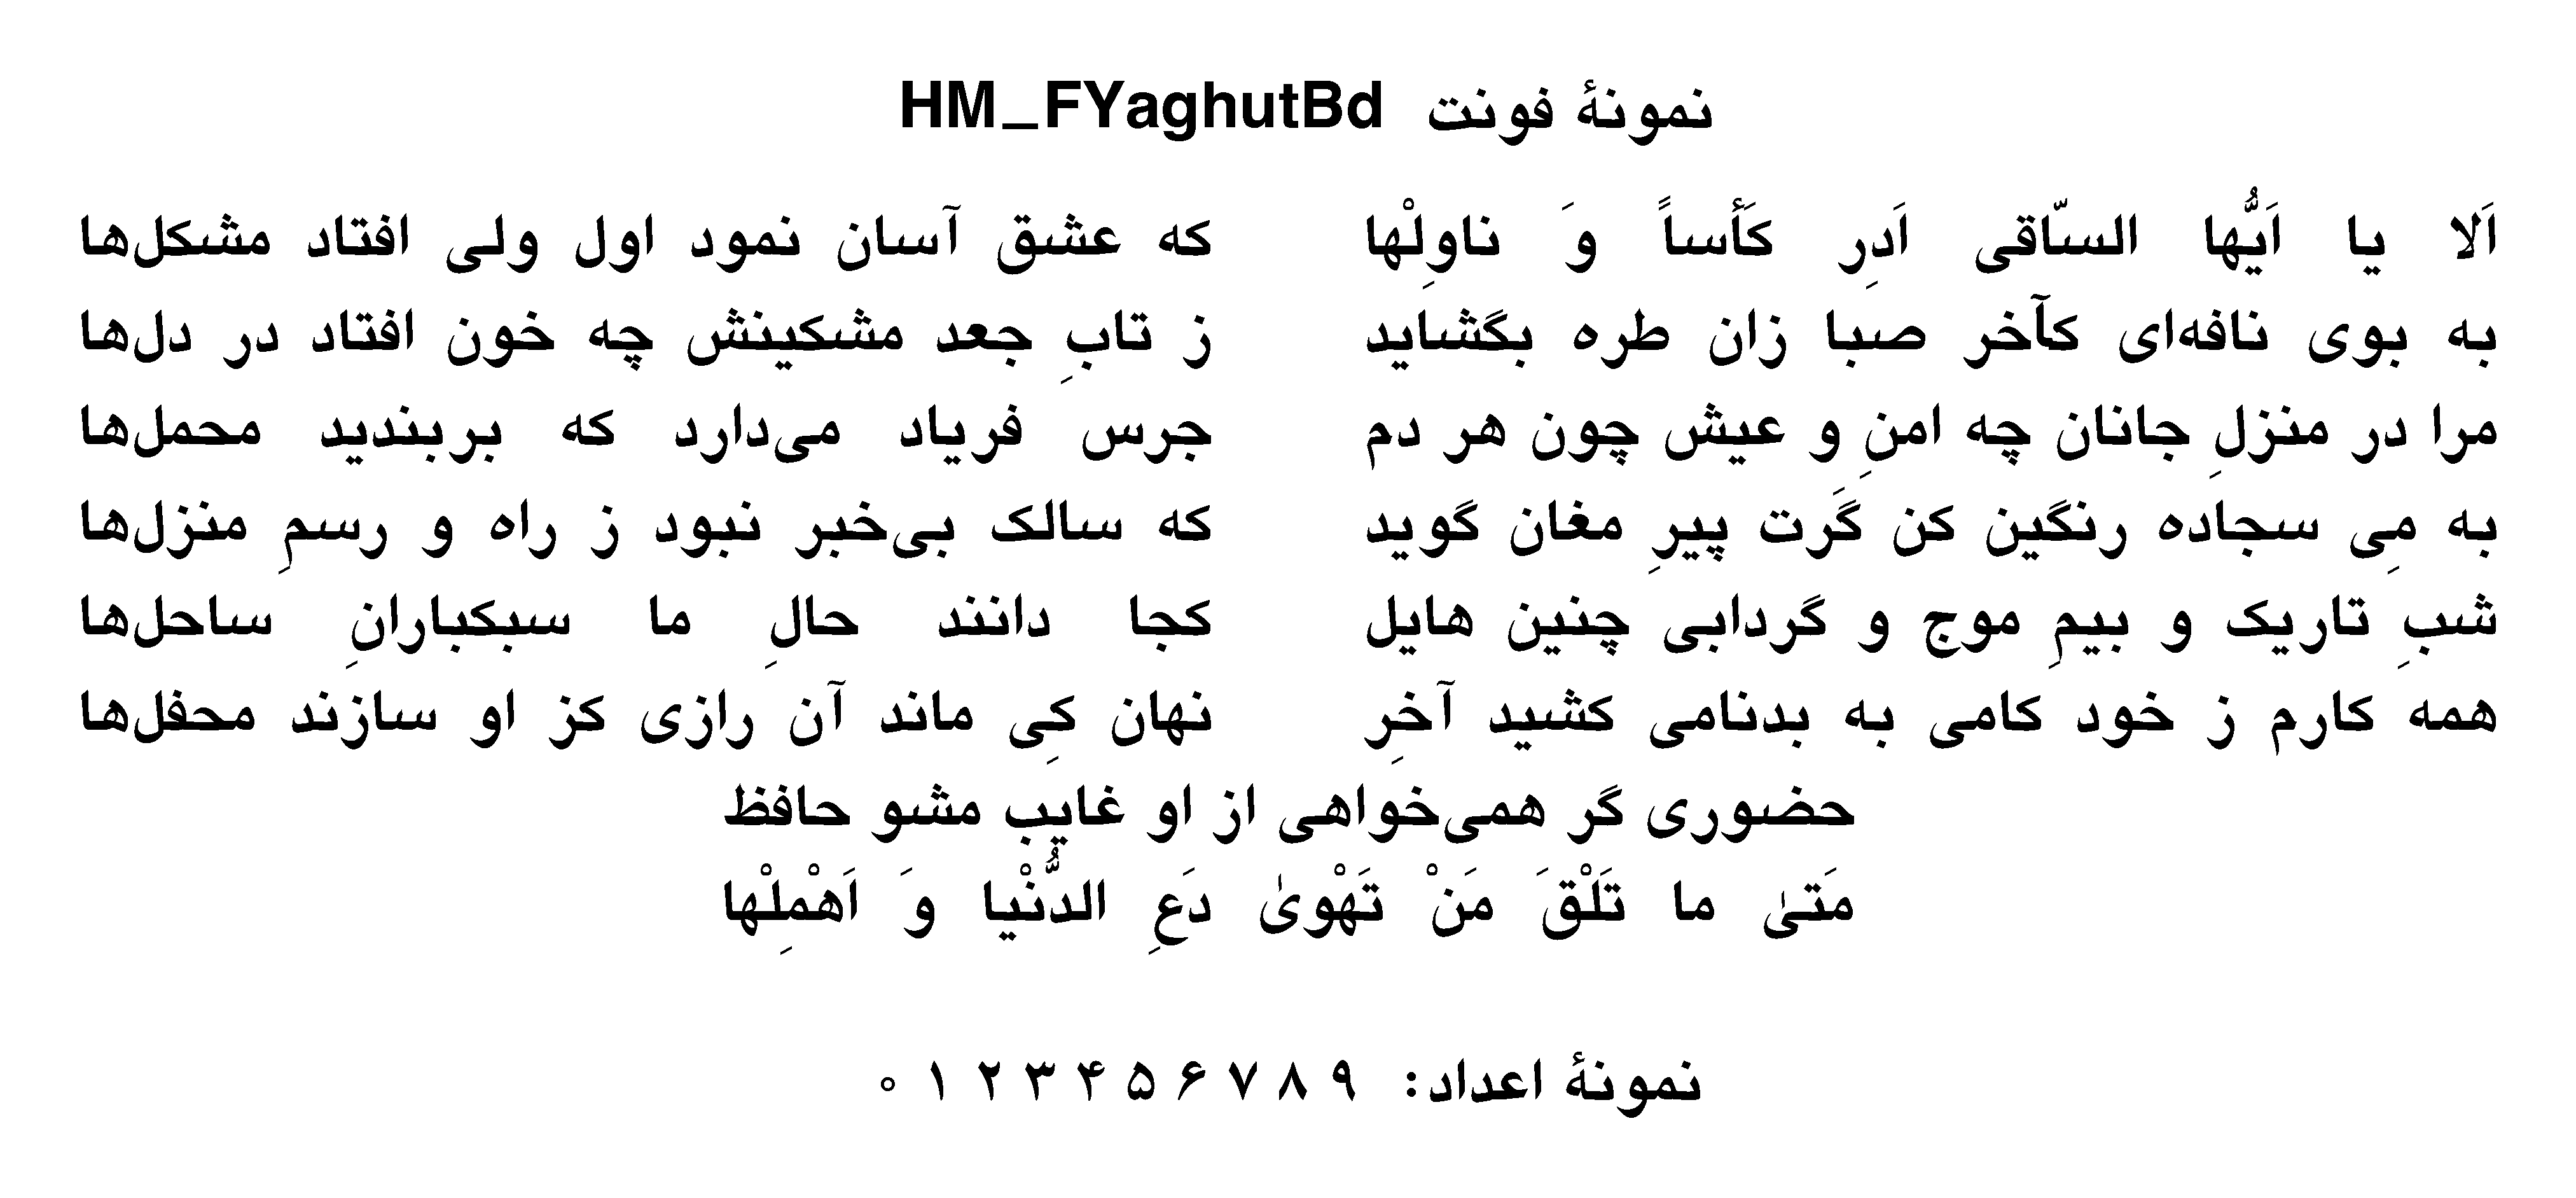 نمونهٔ فونت HM_FYaghutBd
اَلا یا اَیُّها السّاقی اَدِر کَأساً وَ ناوِلْها که عشق آسان نمود اول ولی افتاد مشکل‌ها
به بوی نافه‌ای کآخر صبا زان طره بگشاید ز تابِ جعد مشکینش چه خون افتاد در دل‌ها
مرا در منزلِ جانان چه امنِ و عیش چون هر دم جرس فریاد می‌دارد که بربندید محمل‌ها
به مِی سجاده رنگین کن گَرت پیرِ مغان گوید که سالک بی‌خبر نبود ز راه و رسمِ منزل‌ها
شبِ تاریک و بیمِ موج و گردابی چنین هایل کجا دانند حالِ ما سبکبارانِ ساحل‌ها
همه کارم ز خود کامی به بدنامی کشید آخِر نهان کِی ماند آن رازی کز او سازند محفل‌ها
حضوری گر همی‌خواهی از او غایب مشو حافظ
مَتیٰ ما تَلْقَ مَنْ تَهْویٰ دَعِ الدُّنْیا وَ اَهْمِلْها
نمونهٔ اعداد: ۹ ۸ ۷ ۶ ۵ ۴ ۳ ۲ ۱ ۰